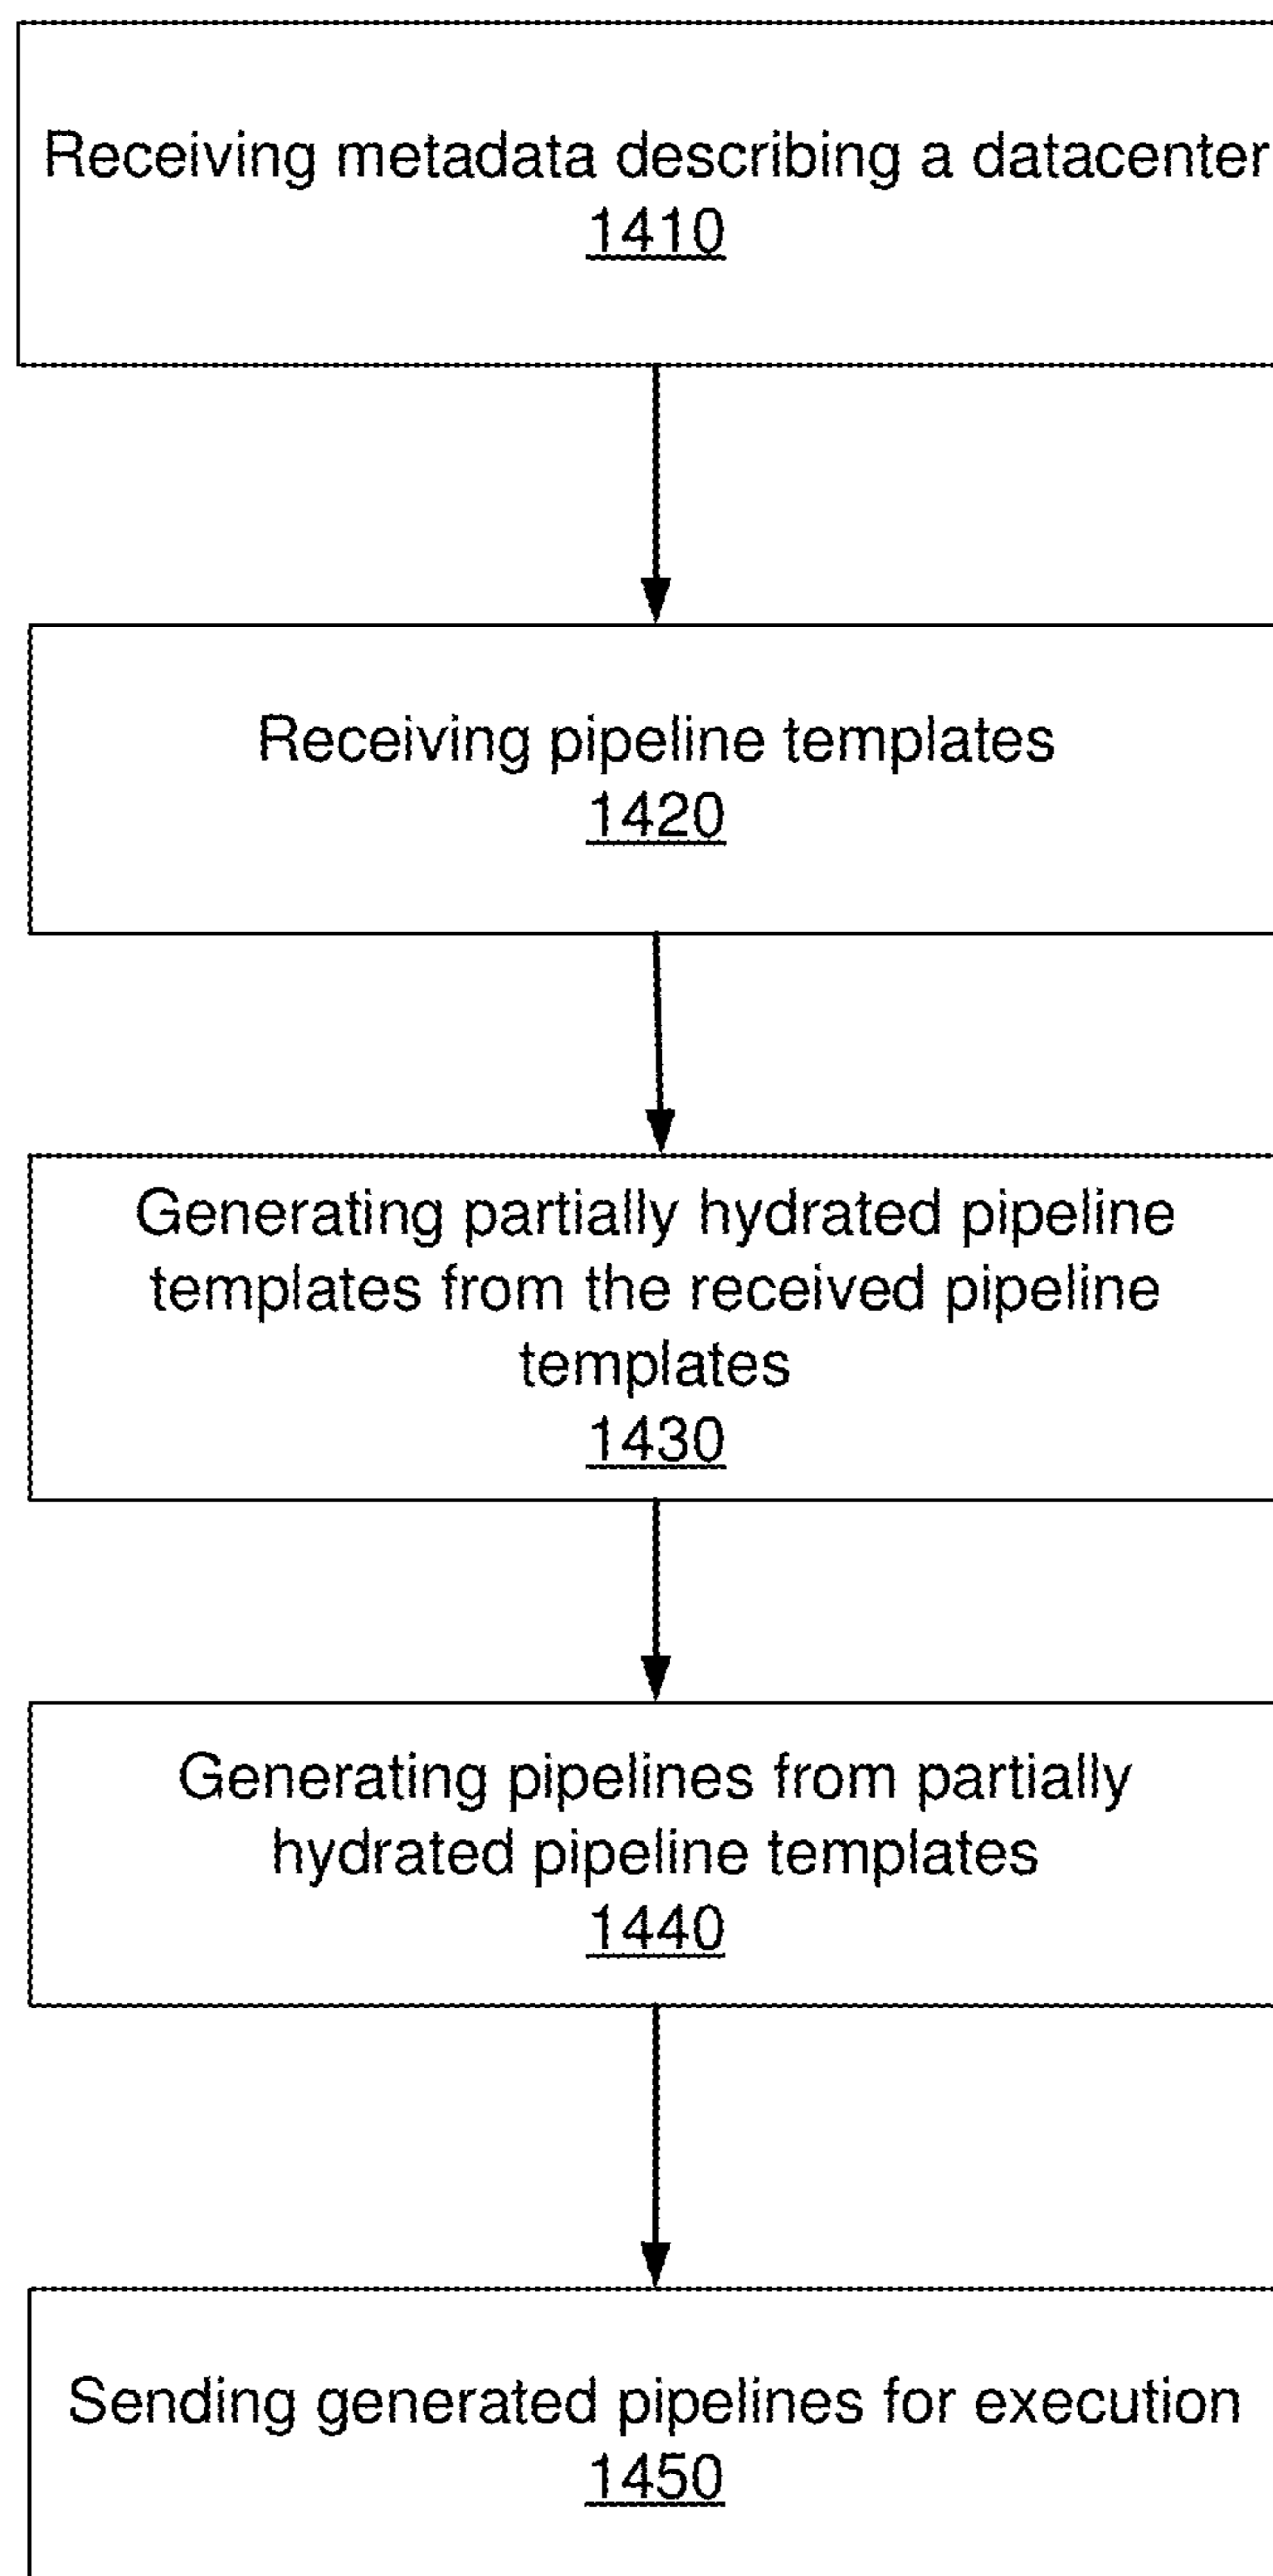 Receiving metadata describing a datacenter
1410
Receiving pipeline templates
1420
Generating partially hydrated pipeline
templates from the received pipeline
templates
1430
Generating pipelines from partially
hydrated pipeline templates
1440
Sending generated pipelines for execution
1450